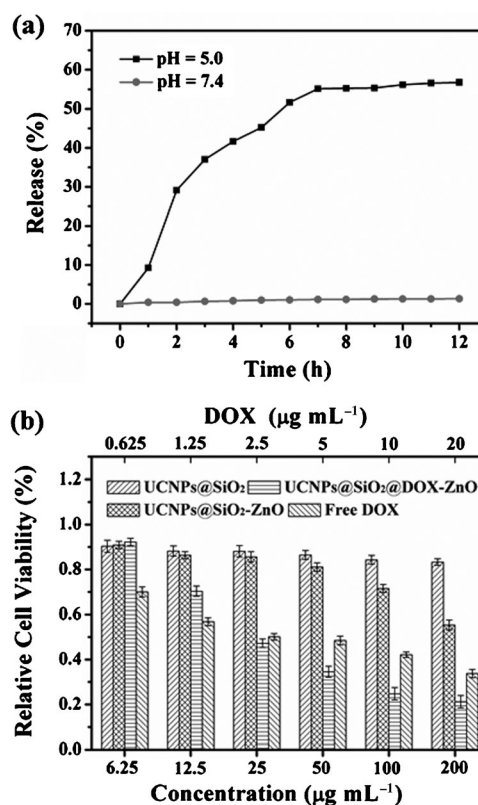 (a)
pH = 5.0
pH = 7.4
70
60
50
40
30
20
10
0
Release (%)
0 2 4 6 8 10 12
Time (h)
(b)
DOX (μg mL⁻¹)
0.625 1.25 2.5 5 10 20
UCNPs@SiO₂ UCNPs@SiO₂@DOX-ZnO
UCNPs@SiO₂-ZnO Free DOX
1.2
0.9
0.8
0.6
0.4
0.2
0.0
Relative Cell Viability (%)
6.25 12.5 25 50 100 200
Concentration (μg mL⁻¹)